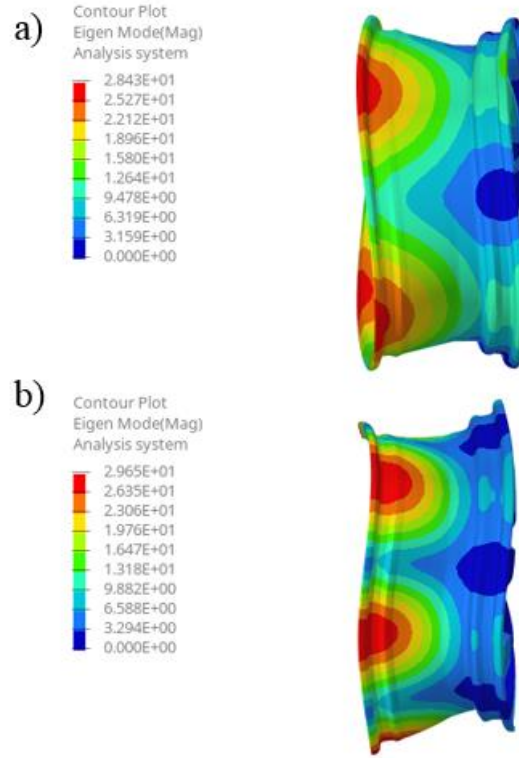 a)
Contour Plot
Eigen Mode(Mag)
Analysis system
2.843E+01
2.527E+01
2.212E+01
1.896E+01
1.580E+01
1.264E+01
9.478E+00
6.319E+00
3.159E+00
0.000E+00
b)
Contour Plot
Eigen Mode(Mag)
Analysis system
2.965E+01
2.635E+01
2.306E+01
1.976E+01
1.647E+01
1.318E+01
9.882E+00
6.588E+00
3.294E+00
0.000E+00